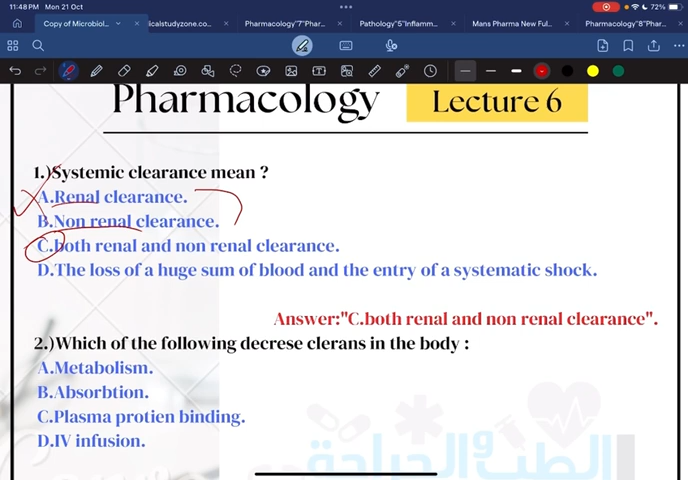 11:48 PM Mon 21 Oct
72%
Copy of Microbiol...
icalstudyzone.co...
Pharmacology"7"Phar...
Pathology"5"Inflamm...
Mans Pharma New Ful...
Pharmacology"8"Phar...
Pharmacology
Lecture 6
1.)Systemic clearance mean ?
A.Renal clearance.
B.Non renal clearance.
C.both renal and non renal clearance.
D.The loss of a huge sum of blood and the entry of a systematic shock.
Answer:"C.both renal and non renal clearance".
2.)Which of the following decrese clerans in the body :
A.Metabolism.
B.Absorbtion.
C.Plasma protien binding.
D.IV infusion.
الطب والجراحة